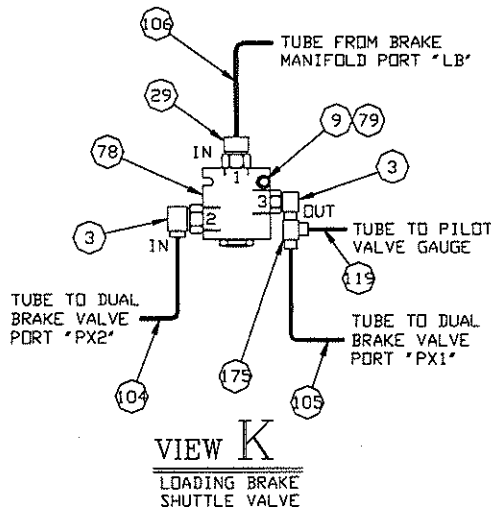 106
TUBE FROM BRAKE
MANIFOLD PORT "LB"
29
9 79
IN
78
1
3
3
2
3
OUT
IN
TUBE TO PILOT
VALVE GAUGE
119
TUBE TO DUAL
BRAKE VALVE
PORT "PX2"
TUBE TO DUAL
BRAKE VALVE
PORT "PX1"
175
104
105
VIEW K
LOADING BRAKE
SHUTTLE VALVE